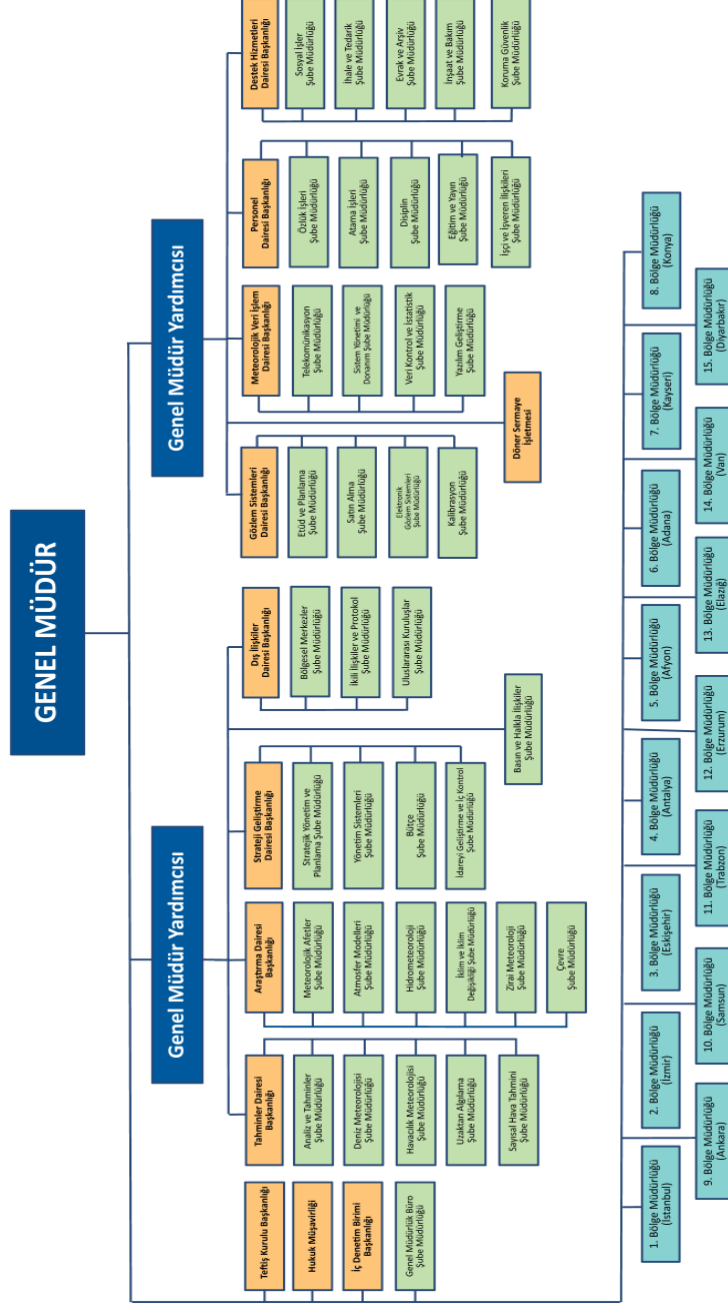 GENEL MÜDÜR
Genel Müdür Yardımcısı
Genel Müdür Yardımcısı
Teftiş Kurulu Başkanlığı
Hukuk Müşavirliği
İç Denetim Birimi
Başkanlığı
Genel Müdürlük Büro
Şube Müdürlüğü
Tahminler Dairesi
Başkanlığı
Analiz ve Tahminler
Şube Müdürlüğü
Deniz Meteorolojisi
Şube Müdürlüğü
Havacılık Meteorolojisi
Şube Müdürlüğü
Uzaktan Algılama
Şube Müdürlüğü
Sayısal Hava Tahmini
Şube Müdürlüğü
Araştırma Dairesi
Başkanlığı
Meteorolojik Afetler
Şube Müdürlüğü
Atmosfer Modelleri
Şube Müdürlüğü
Hidrometeoroloji
Şube Müdürlüğü
İklim ve İklim
Değişikliği Şube Müdürlüğü
Zirai Meteoroloji
Şube Müdürlüğü
Çevre
Şube Müdürlüğü
Strateji Geliştirme
Dairesi Başkanlığı
Stratejik Yönetim ve
Planlama Şube Müdürlüğü
Yönetim Sistemleri
Şube Müdürlüğü
Bütçe
Şube Müdürlüğü
İdareyi Geliştirme ve İç Kontrol
Şube Müdürlüğü
Dış İlişkiler
Dairesi Başkanlığı
Bölgesel Merkezler
Şube Müdürlüğü
İkili İlişkiler ve Protokol
Şube Müdürlüğü
Uluslararası Kuruluşlar
Şube Müdürlüğü
Basın ve Halkla İlişkiler
Şube Müdürlüğü
Gözlem Sistemleri
Dairesi Başkanlığı
Etüd ve Planlama
Şube Müdürlüğü
Satın Alma
Şube Müdürlüğü
Elektronik
Gözlem Sistemleri
Şube Müdürlüğü
Kalibrasyon
Şube Müdürlüğü
Meteorolojik Veri İşlem
Dairesi Başkanlığı
Telekomünikasyon
Şube Müdürlüğü
Sistem Yönetimi ve
Donanım Şube Müdürlüğü
Veri Kontrol ve İstatistik
Şube Müdürlüğü
Yazılım Geliştirme
Şube Müdürlüğü
Döner Sermaye
İşletmesi
Personel
Dairesi Başkanlığı
Özlük İşleri
Şube Müdürlüğü
Atama İşleri
Şube Müdürlüğü
Disiplin
Şube Müdürlüğü
Eğitim ve Yayın
Şube Müdürlüğü
İşçi ve İşveren İlişkileri
Şube Müdürlüğü
Destek Hizmetleri
Dairesi Başkanlığı
Sosyal İşler
Şube Müdürlüğü
İhale ve Tedarik
Şube Müdürlüğü
Evrak ve Arşiv
Şube Müdürlüğü
İnşaat ve Bakım
Şube Müdürlüğü
Koruma Güvenlik
Şube Müdürlüğü
1. Bölge Müdürlüğü
(İstanbul)
2. Bölge Müdürlüğü
(İzmir)
3. Bölge Müdürlüğü
(Eskişehir)
4. Bölge Müdürlüğü
(Antalya)
5. Bölge Müdürlüğü
(Afyon)
6. Bölge Müdürlüğü
(Adana)
7. Bölge Müdürlüğü
(Kayseri)
8. Bölge Müdürlüğü
(Konya)
9. Bölge Müdürlüğü
(Ankara)
10. Bölge Müdürlüğü
(Samsun)
11. Bölge Müdürlüğü
(Trabzon)
12. Bölge Müdürlüğü
(Erzurum)
13. Bölge Müdürlüğü
(Elazığ)
14. Bölge Müdürlüğü
(Van)
15. Bölge Müdürlüğü
(Diyarbakır)